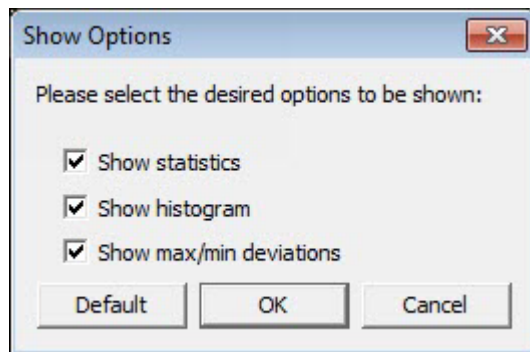 Show Options
Please select the desired options to be shown:
Show statistics
Show histogram
Show max/min deviations
Default OK Cancel